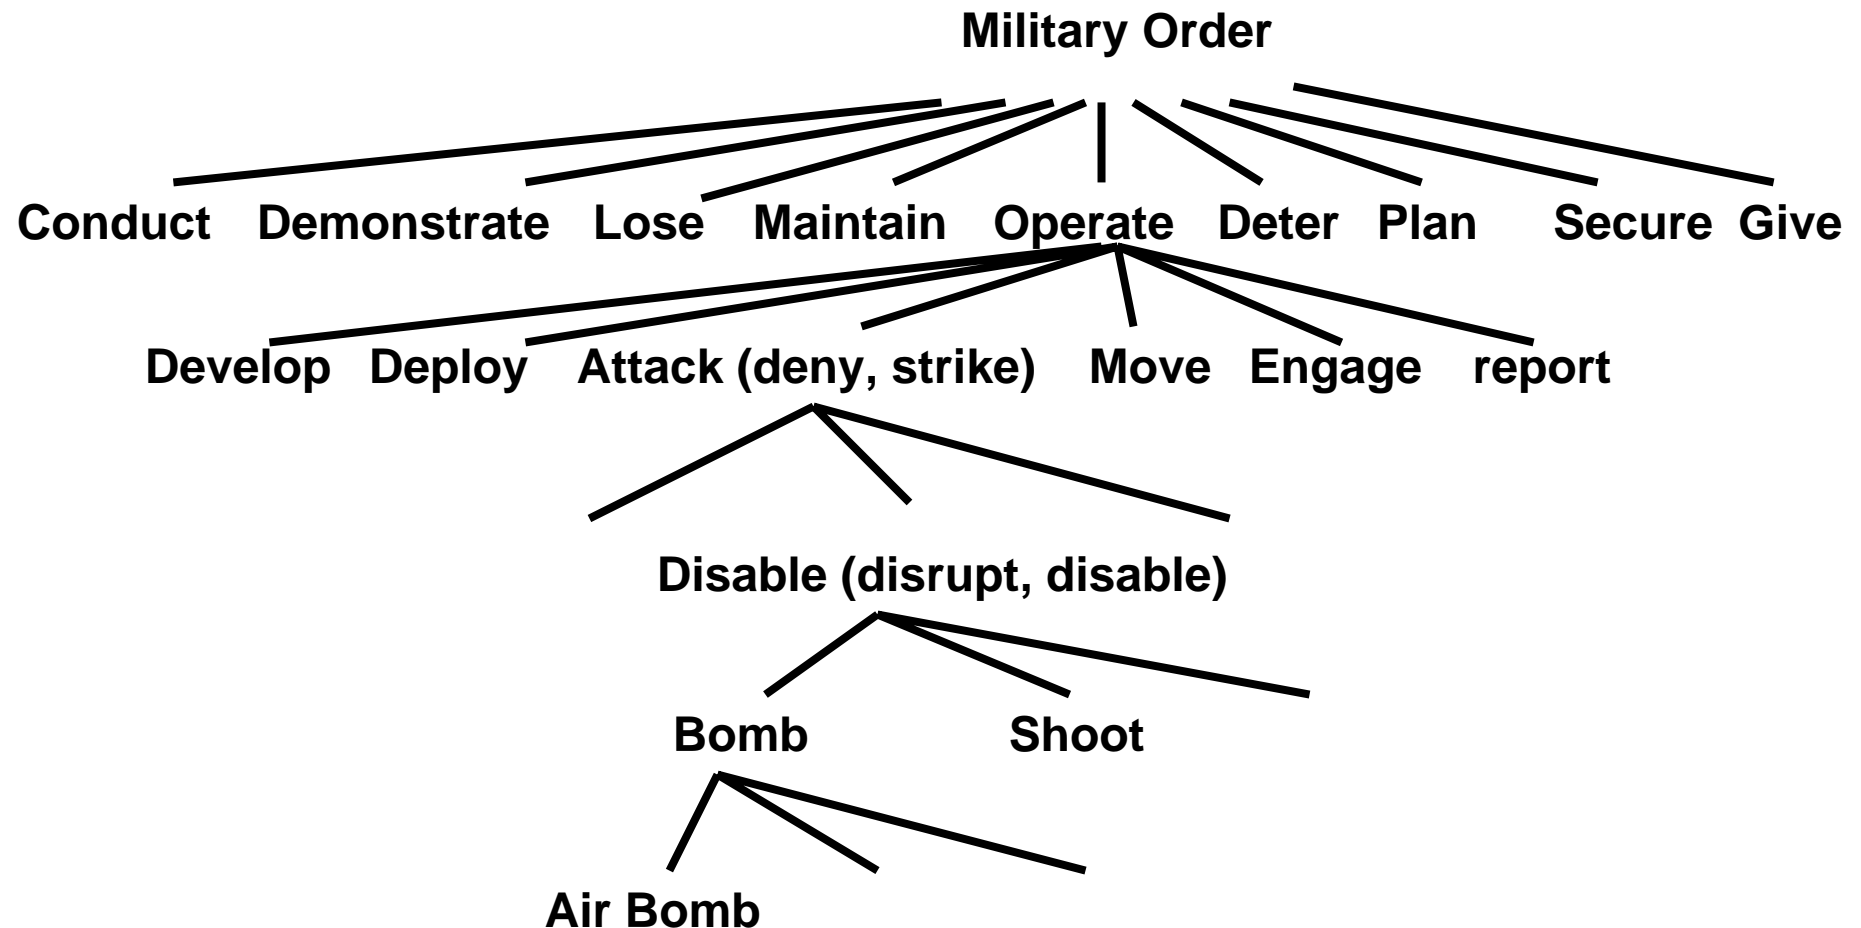 Military Order
Conduct Demonstrate Lose Maintain Operate Deter Plan Secure Give
Develop Deploy Attack (deny, strike) Move Engage report
Disable (disrupt, disable)
Bomb Shoot
Air Bomb